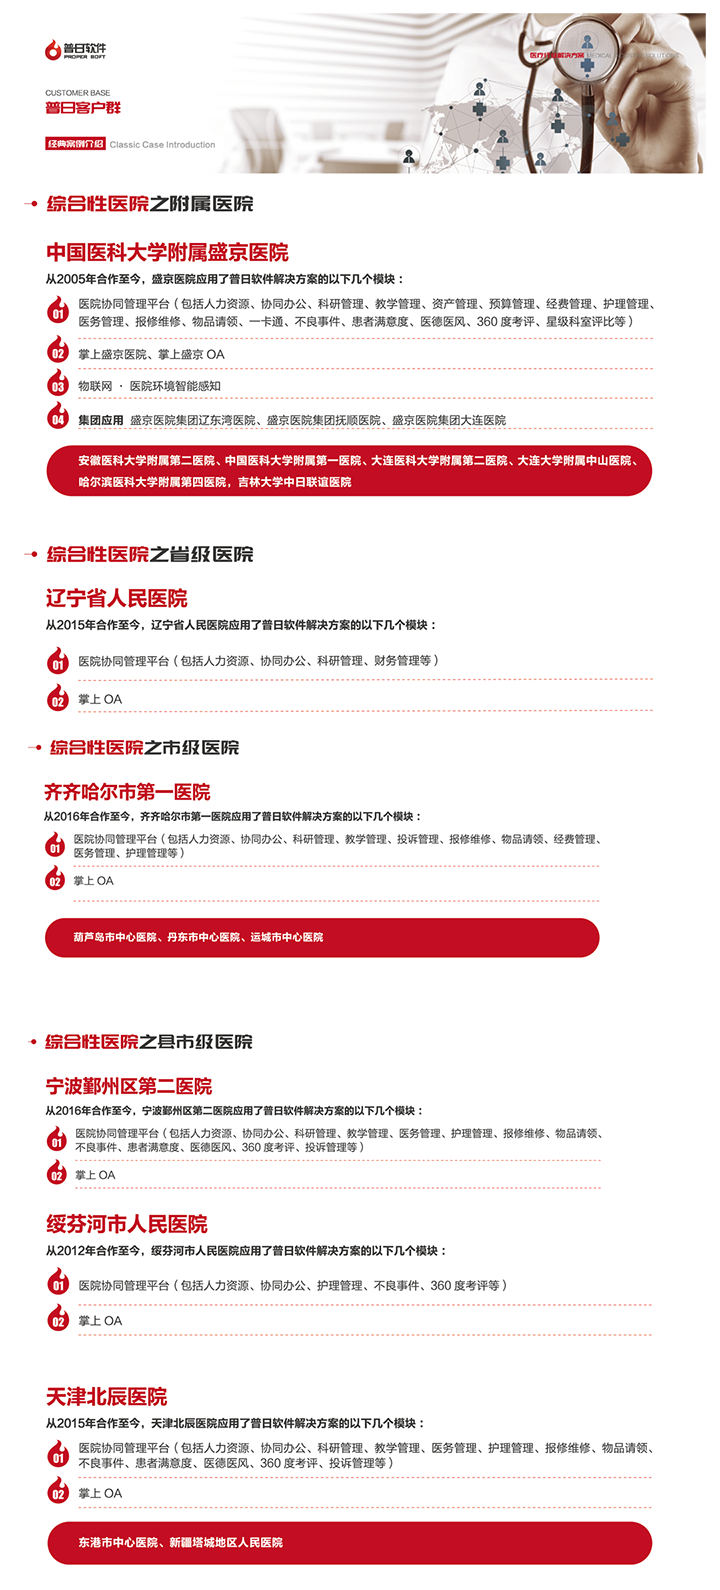 普日软件
PROPER SOFT
医疗
解决方案
MEDICAL
SOLUTIONS
CUSTOMER BASE
普日客户群
经典案例介绍 Classic Case Introduction
综合性医院之附属医院
中国医科大学附属盛京医院
从2005年合作至今，盛京医院应用了普日软件解决方案的以下几个模块：
01 医院协同管理平台（包括人力资源、协同办公、科研管理、教学管理、资产管理、预算管理、经费管理、护理管理、
医务管理、报修维修、物品请领、一卡通、不良事件、患者满意度、医德医风、360 度考评、星级科室评比等）
02 掌上盛京医院、掌上盛京 OA
03 物联网 · 医院环境智能感知
04 集团应用 盛京医院集团辽东湾医院、盛京医院集团抚顺医院、盛京医院集团大连医院
安徽医科大学附属第二医院、中国医科大学附属第一医院、大连医科大学附属第二医院、大连大学附属中山医院、
哈尔滨医科大学附属第四医院，吉林大学中日联谊医院
综合性医院之省级医院
辽宁省人民医院
从2015年合作至今，辽宁省人民医院应用了普日软件解决方案的以下几个模块：
01 医院协同管理平台（包括人力资源、协同办公、科研管理、财务管理等）
02 掌上 OA
综合性医院之市级医院
齐齐哈尔市第一医院
从2016年合作至今，齐齐哈尔市第一医院应用了普日软件解决方案的以下几个模块：
01 医院协同管理平台（包括人力资源、协同办公、科研管理、教学管理、投诉管理、报修维修、物品请领、经费管理、
医务管理、护理管理等）
02 掌上 OA
葫芦岛市中心医院、丹东市中心医院、运城市中心医院
综合性医院之县市级医院
宁波鄞州区第二医院
从2016年合作至今，宁波鄞州区第二医院应用了普日软件解决方案的以下几个模块：
01 医院协同管理平台（包括人力资源、协同办公、科研管理、教学管理、医务管理、护理管理、报修维修、物品请领、
不良事件、患者满意度、医德医风、360 度考评、投诉管理等）
02 掌上 OA
绥芬河市人民医院
从2012年合作至今，绥芬河市人民医院应用了普日软件解决方案的以下几个模块：
01 医院协同管理平台（包括人力资源、协同办公、护理管理、不良事件、360 度考评等）
02 掌上 OA
天津北辰医院
从2015年合作至今，天津北辰医院应用了普日软件解决方案的以下几个模块：
01 医院协同管理平台（包括人力资源、协同办公、科研管理、教学管理、医务管理、护理管理、报修维修、物品请领、
不良事件、患者满意度、医德医风、360 度考评、投诉管理等）
02 掌上 OA
东港市中心医院、新疆塔城地区人民医院